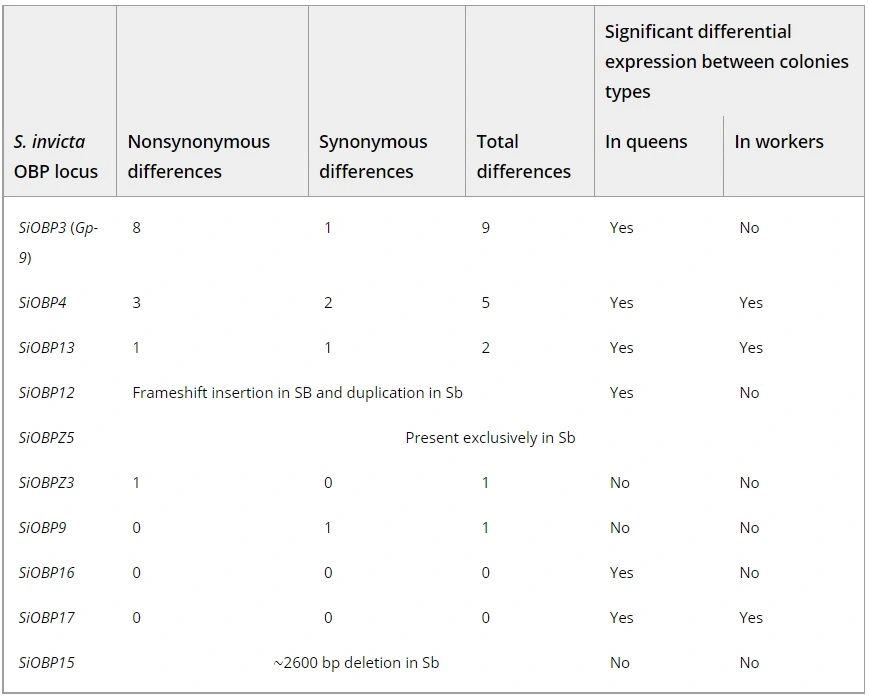 Significant differential
expression between colonies
types
S. invicta Nonsynonymous Synonymous Total In queens In workers
OBP locus differences differences differences
SiOBP3 (Gp- 8 1 9 Yes No
9)
SiOBP4 3 2 5 Yes Yes
SiOBP13 1 1 2 Yes Yes
SiOBP12 Frameshift insertion in SB and duplication in Sb Yes No
SiOBPZ5 Present exclusively in Sb
SiOBPZ3 1 0 1 No No
SiOBP9 0 1 1 No No
SiOBP16 0 0 0 Yes No
SiOBP17 0 0 0 Yes Yes
SiOBP15 ~2600 bp deletion in Sb No No